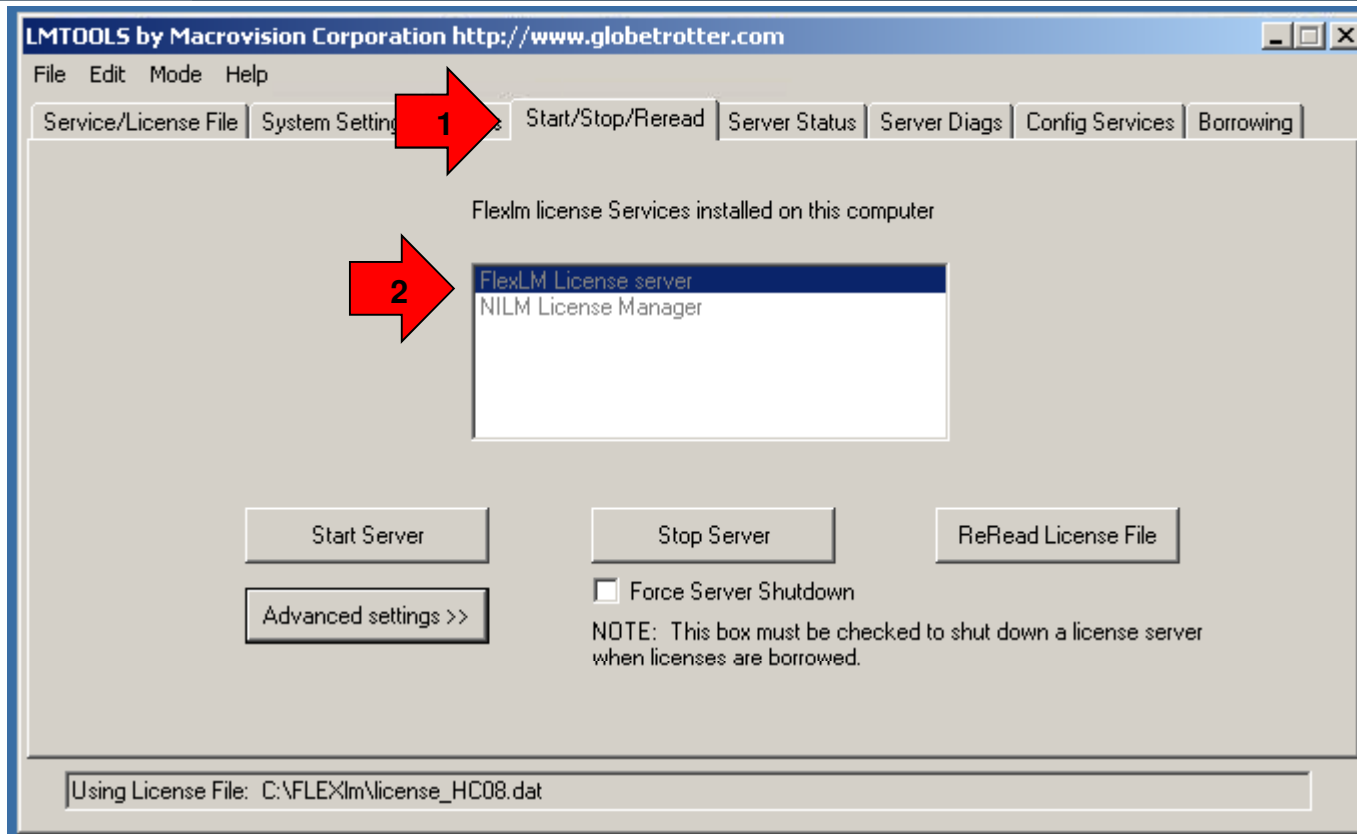 LMTOOLS by Macrovision Corporation http://www.globetrotter.com
File Edit Mode Help
Service/License File System Setting 1 s Start/Stop/Reread Server Status Server Diags Config Services Borrowing
Flexlm license Services installed on this computer
2 FlexLM License server
NILM License Manager
Start Server Stop Server ReRead License File
Advanced settings >> Force Server Shutdown
NOTE: This box must be checked to shut down a license server
when licenses are borrowed.
Using License File: C:\FLEXlm\license_HC08.dat